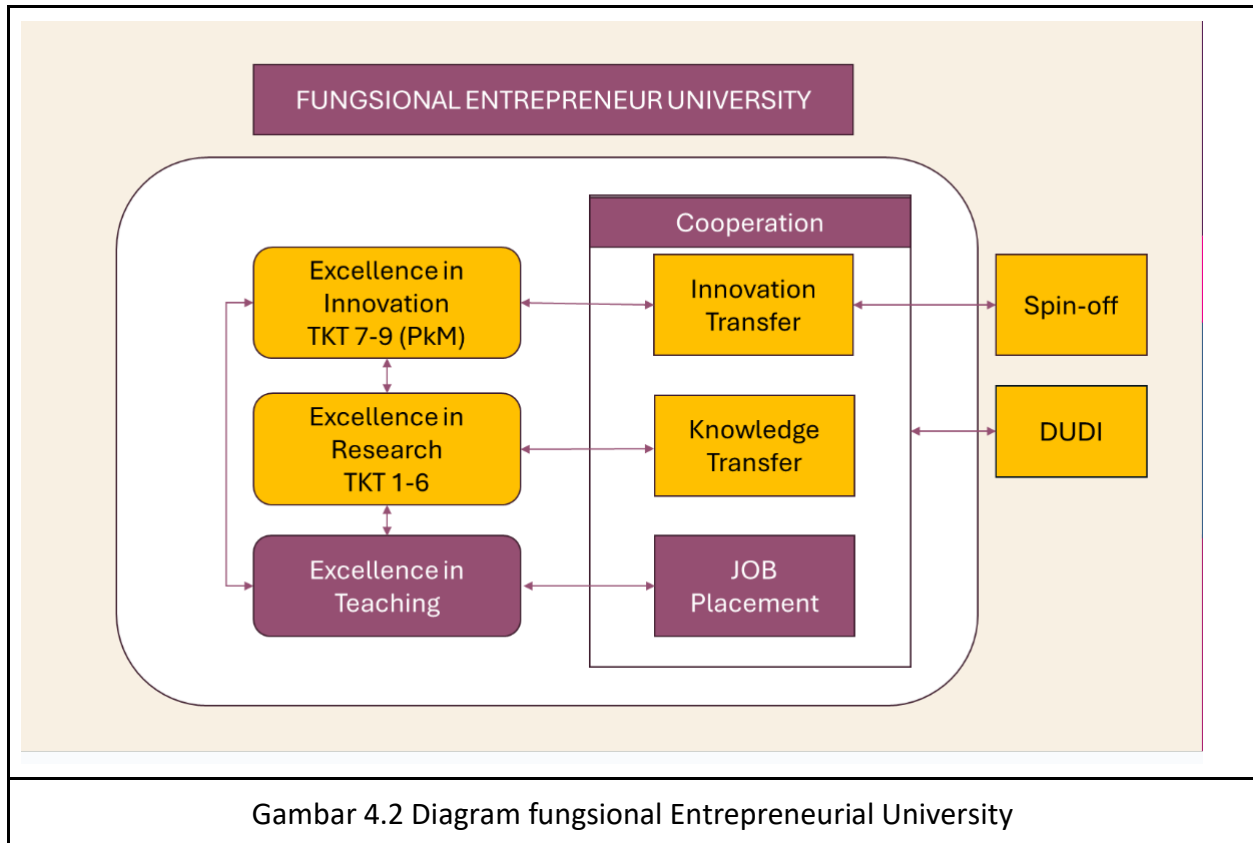 FUNGSIONAL ENTREPRENEUR UNIVERSITY
Cooperation
Excellence in
Innovation
TKT 7-9 (PkM)
Innovation
Transfer
Spin-off
Excellence in
Research
TKT 1-6
Knowledge
Transfer
DUDI
Excellence in
Teaching
JOB
Placement
Gambar 4.2 Diagram fungsional Entrepreneurial University